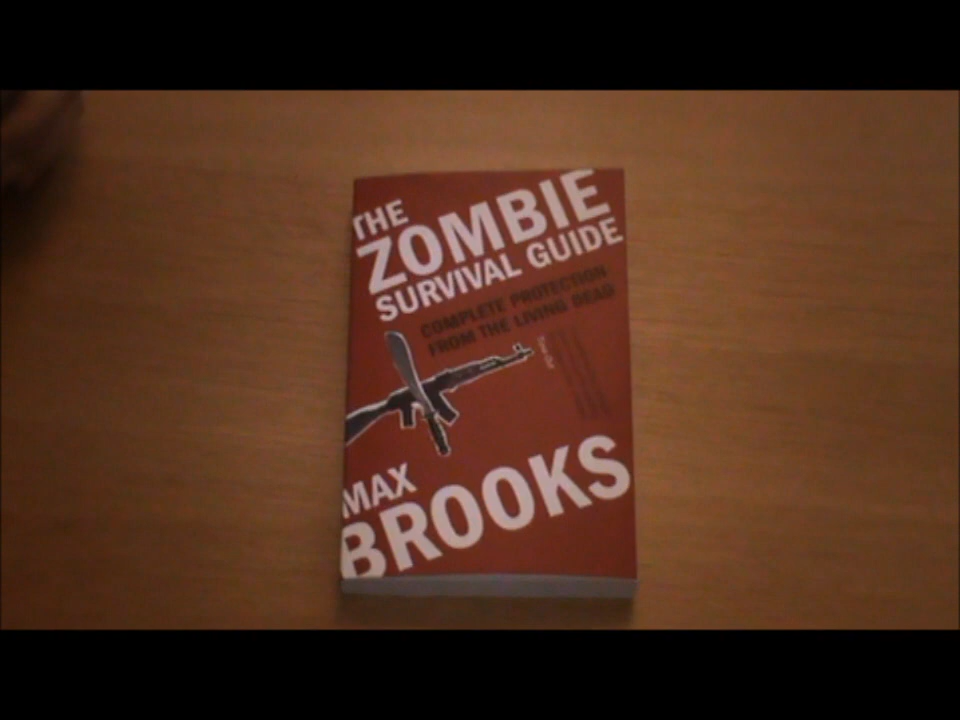 THE
ZOMBIE
SURVIVAL GUIDE
COMPLETE PROTECTION
FROM THE LIVING DEAD
MAX
BROOKS